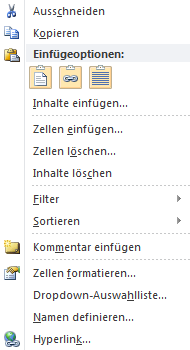 Ausschneiden
Kopieren
Einfügeoptionen:
Inhalte einfügen...
Zellen einfügen...
Zellen löschen...
Inhalte löschen
Filter
Sortieren
Kommentar einfügen
Zellen formatieren...
Dropdown-Auswahlliste...
Namen definieren...
Hyperlink...